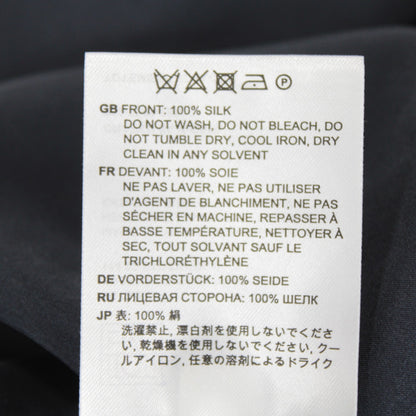 GB FRONT: 100% SILK
DO NOT WASH, DO NOT BLEACH, DO
NOT TUMBLE DRY, COOL IRON, DRY
CLEAN IN ANY SOLVENT
FR DEVANT: 100% SOIE
NE PAS LAVER, NE PAS UTILISER
D'AGENT DE BLANCHIMENT, NE PAS
SÉCHER EN MACHINE, REPASSER À
BASSE TEMPÉRATURE, NETTOYER À
SEC, TOUT SOLVANT SAUF LE
TRICHLORÉTHYLÈNE
DE VORDERSTÜCK: 100% SEIDE
RU ЛИЦЕВАЯ СТОРОНА: 100% ШЕЛК
JP 表: 100% 絹
洗濯禁止, 漂白剤を使用しないでくださ
い, 乾燥機を使用しないでください, クー
ルアイロン, 任意の溶剤によるドライク